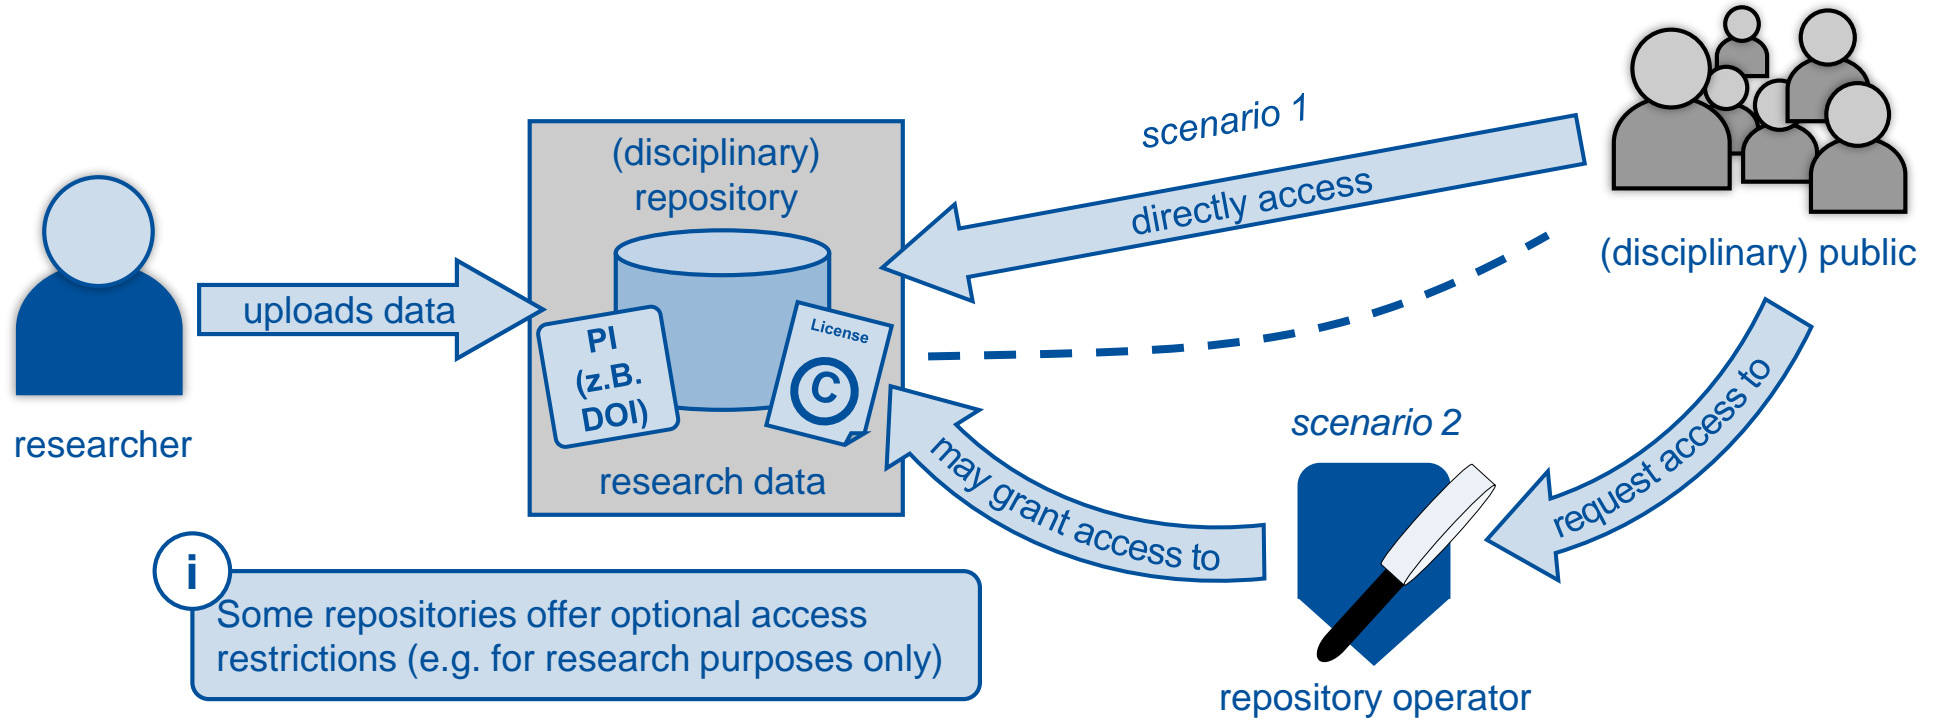 (disciplinary)
repository
scenario 1
directly access
(disciplinary) public
uploads data
PI
(z.B.
DOI)
License
C
researcher
research data
scenario 2
may grant access to
request access to
i
Some repositories offer optional access
restrictions (e.g. for research purposes only)
repository operator